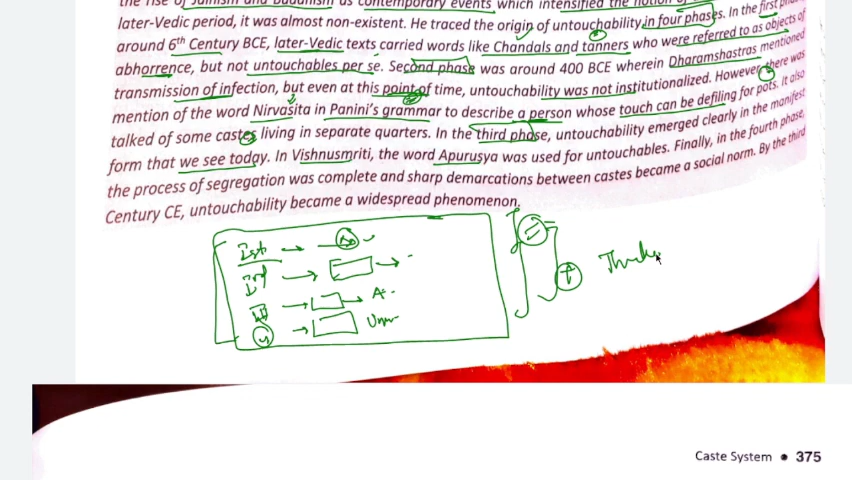 the rise of Jainism and Buddhism as contemporary events which intensified the notion of
later-Vedic period, it was almost non-existent. He traced the origin of untouchability in four phases. In the first
around 6th Century BCE, later-Vedic texts carried words like Chandals and tanners who were referred to as objects of
abhorrence, but not untouchables per se. Second phase was around 400 BCE wherein Dharamshastras mentioned
transmission of infection, but even at this point of time, untouchability was not institutionalized. However, there was
mention of the word Nirvasita in Panini's grammar to describe a person whose touch can be defiling for pots. It also
talked of some castes living in separate quarters. In the third phase, untouchability emerged clearly in the manifest
form that we see today. In Vishnusmriti, the word Apurusya was used for untouchables. Finally, in the fourth phase,
the process of segregation was complete and sharp demarcations between castes became a social norm. By the third
Century CE, untouchability became a widespread phenomenon.
Caste System • 375